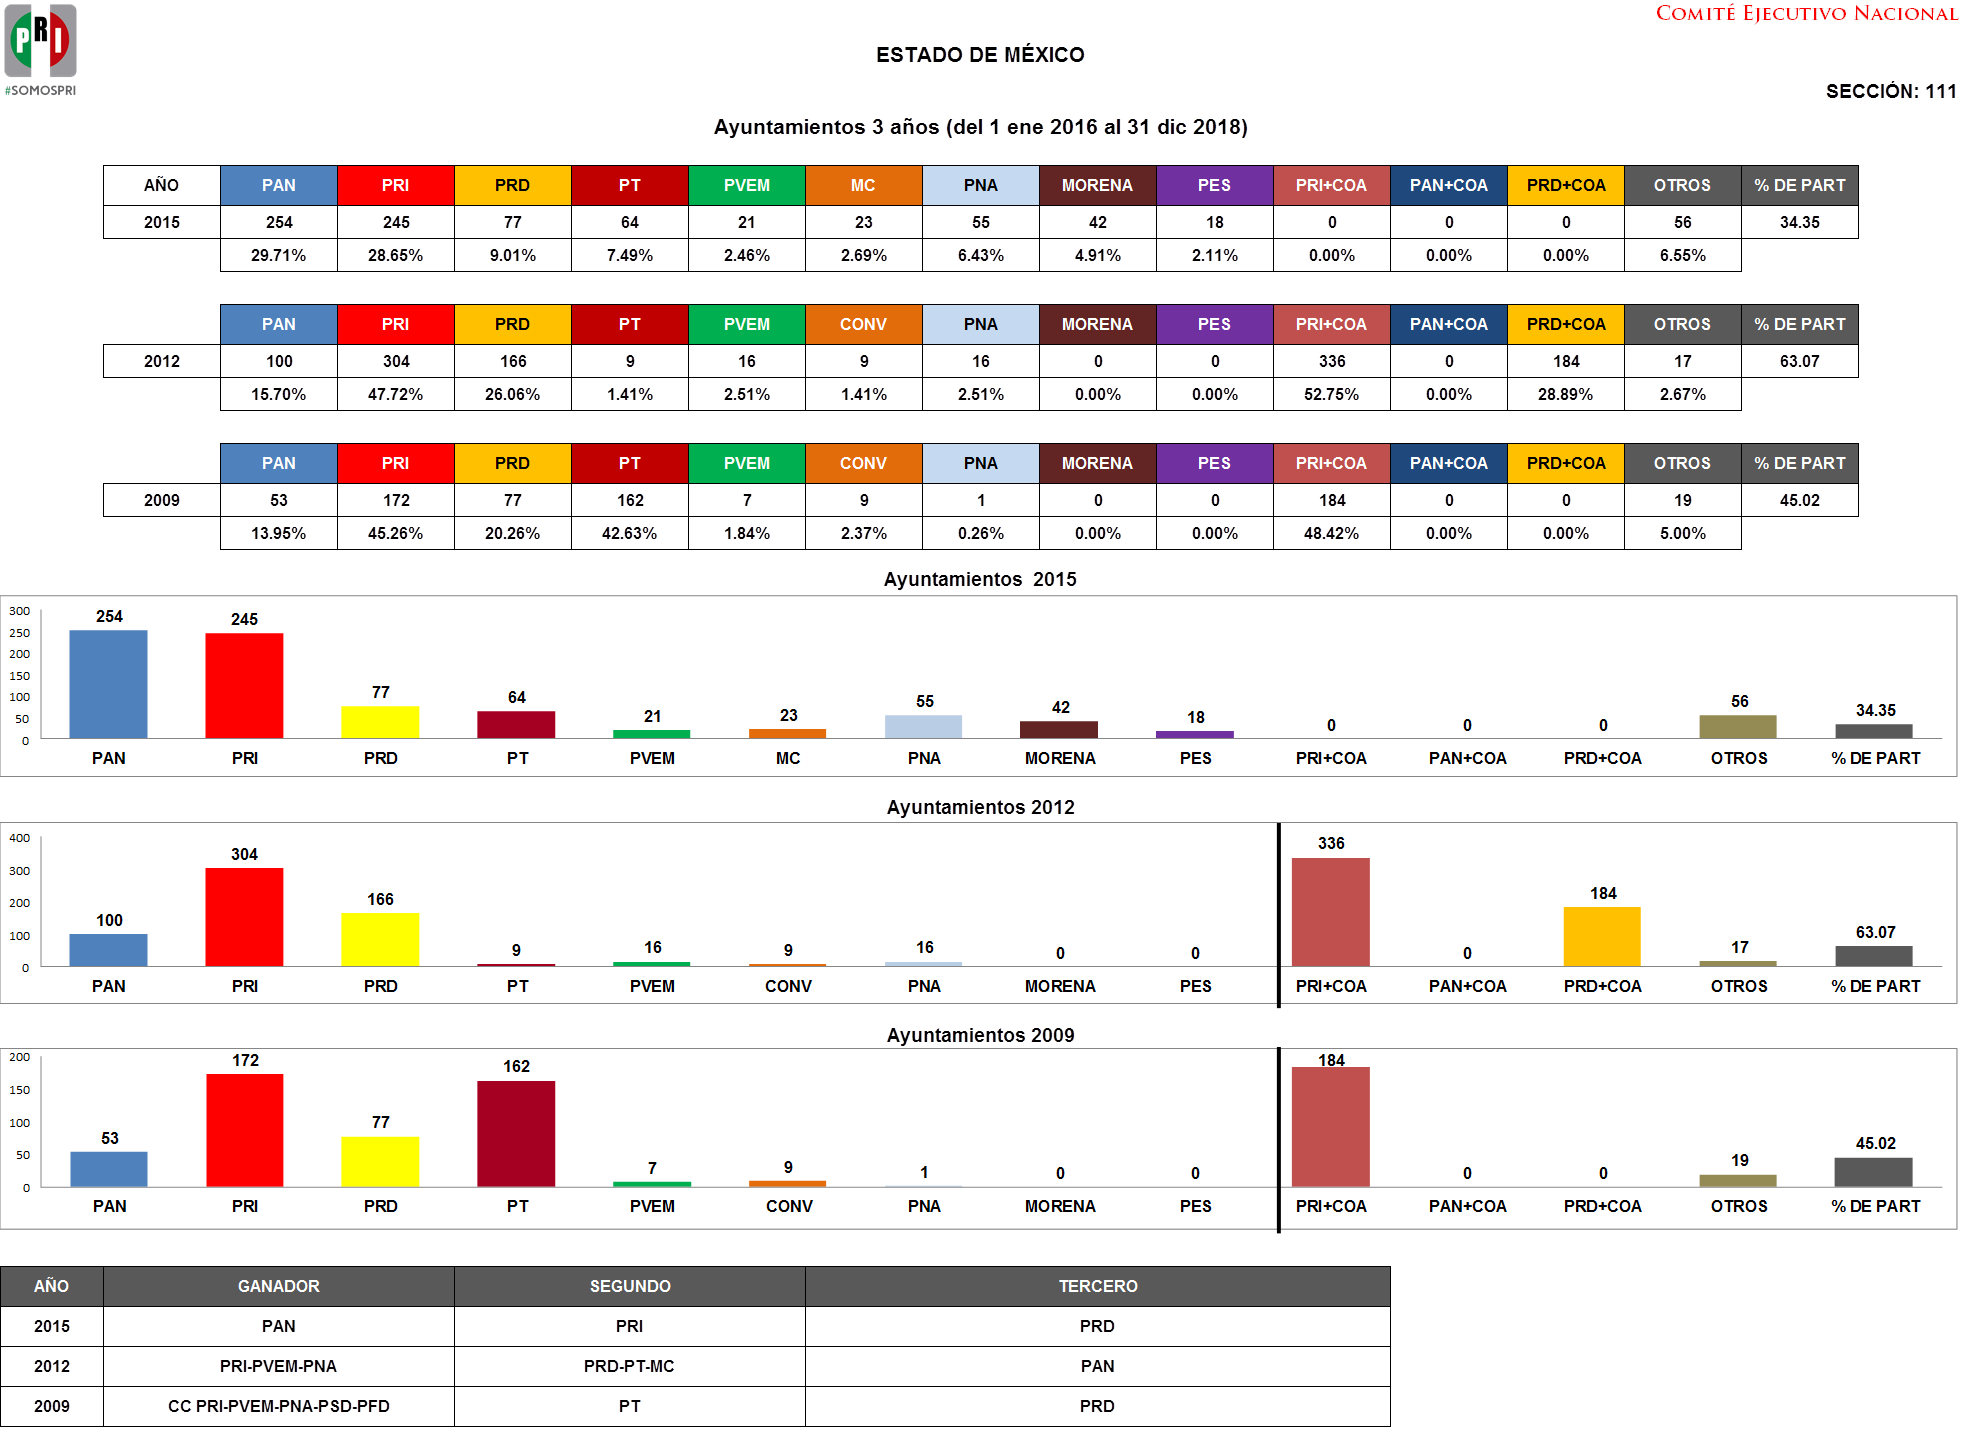 PRI
#SOMOSPRI
COMITÉ EJECUTIVO NACIONAL
ESTADO DE MÉXICO
SECCIÓN: 111
Ayuntamientos 3 años (del 1 ene 2016 al 31 dic 2018)
AÑO PAN PRI PRD PT PVEM MC PNA MORENA PES PRI+COA PAN+COA PRD+COA OTROS % DE PART
2015 254 245 77 64 21 23 55 42 18 0 0 0 56 34.35
29.71% 28.65% 9.01% 7.49% 2.46% 2.69% 6.43% 4.91% 2.11% 0.00% 0.00% 0.00% 6.55%
PAN PRI PRD PT PVEM CONV PNA MORENA PES PRI+COA PAN+COA PRD+COA OTROS % DE PART
2012 100 304 166 9 16 9 16 0 0 336 0 184 17 63.07
15.70% 47.72% 26.06% 1.41% 2.51% 1.41% 2.51% 0.00% 0.00% 52.75% 0.00% 28.89% 2.67%
PAN PRI PRD PT PVEM CONV PNA MORENA PES PRI+COA PAN+COA PRD+COA OTROS % DE PART
2009 53 172 77 162 7 9 1 0 0 184 0 0 19 45.02
13.95% 45.26% 20.26% 42.63% 1.84% 2.37% 0.26% 0.00% 0.00% 48.42% 0.00% 0.00% 5.00%
Ayuntamientos 2015
300
250
200
150
100
50
0
254 245 77 64 21 23 55 42 18 0 0 0 56 34.35
PAN PRI PRD PT PVEM MC PNA MORENA PES PRI+COA PAN+COA PRD+COA OTROS % DE PART
Ayuntamientos 2012
400
300
200
100
0
100 304 166 9 16 9 16 0 0 336 0 184 17 63.07
PAN PRI PRD PT PVEM CONV PNA MORENA PES PRI+COA PAN+COA PRD+COA OTROS % DE PART
Ayuntamientos 2009
200
150
100
50
0
53 172 77 162 7 9 1 0 0 184 0 0 19 45.02
PAN PRI PRD PT PVEM CONV PNA MORENA PES PRI+COA PAN+COA PRD+COA OTROS % DE PART
AÑO GANADOR SEGUNDO TERCERO
2015 PAN PRI PRD
2012 PRI-PVEM-PNA PRD-PT-MC PAN
2009 CC PRI-PVEM-PNA-PSD-PFD PT PRD